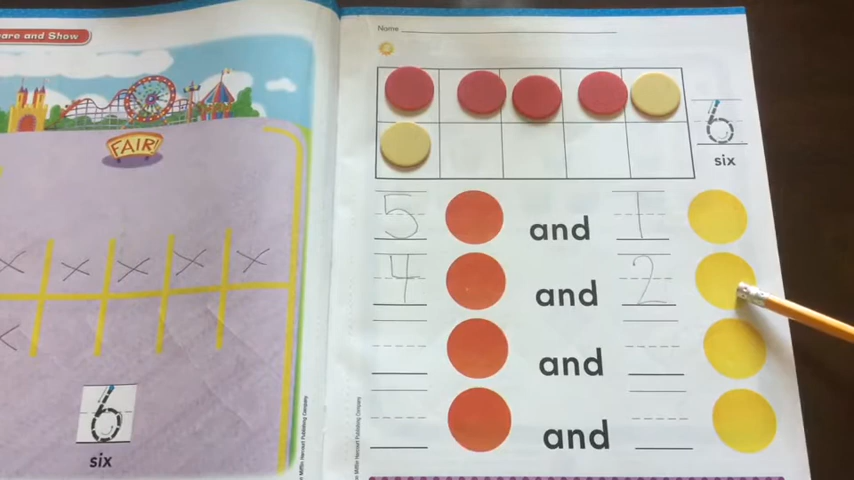 are and Show
FAIR!
x x x x x
x
6
six
Name
6
six
5 and 1
4 and 2
and
and